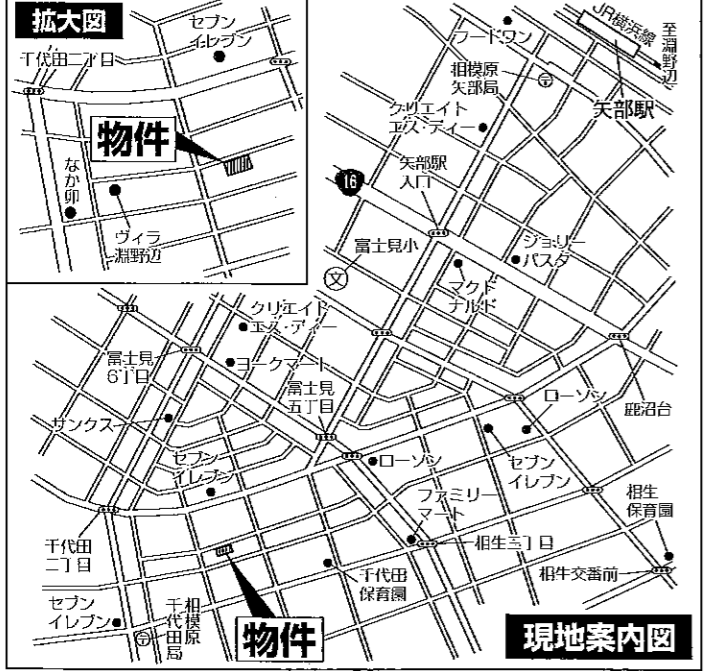 拡大図
千代田二丁目
セブン
イレブン
物件
なか卯
ヴィラ
淵野辺
フードワン
JR横浜線
至淵野辺
相模原
矢部局
矢部駅
クリエイト
エス・ディー
矢部駅
入口
16
富士見小
文
ジョリー
パスタ
マクド
ナルド
クリエイト
エス・ディー
富士見
6丁目
ヨークマート
富士見
五丁目
サンクス
ローソン
鹿沼台
セブン
イレブン
ローソン
セブン
イレブン
ファミリー
マート
相生
保育園
千代田
二丁目
相生三丁目
千代田
保育園
相生交番前
セブン
イレブン
相模原
千代田局
物件
現地案内図